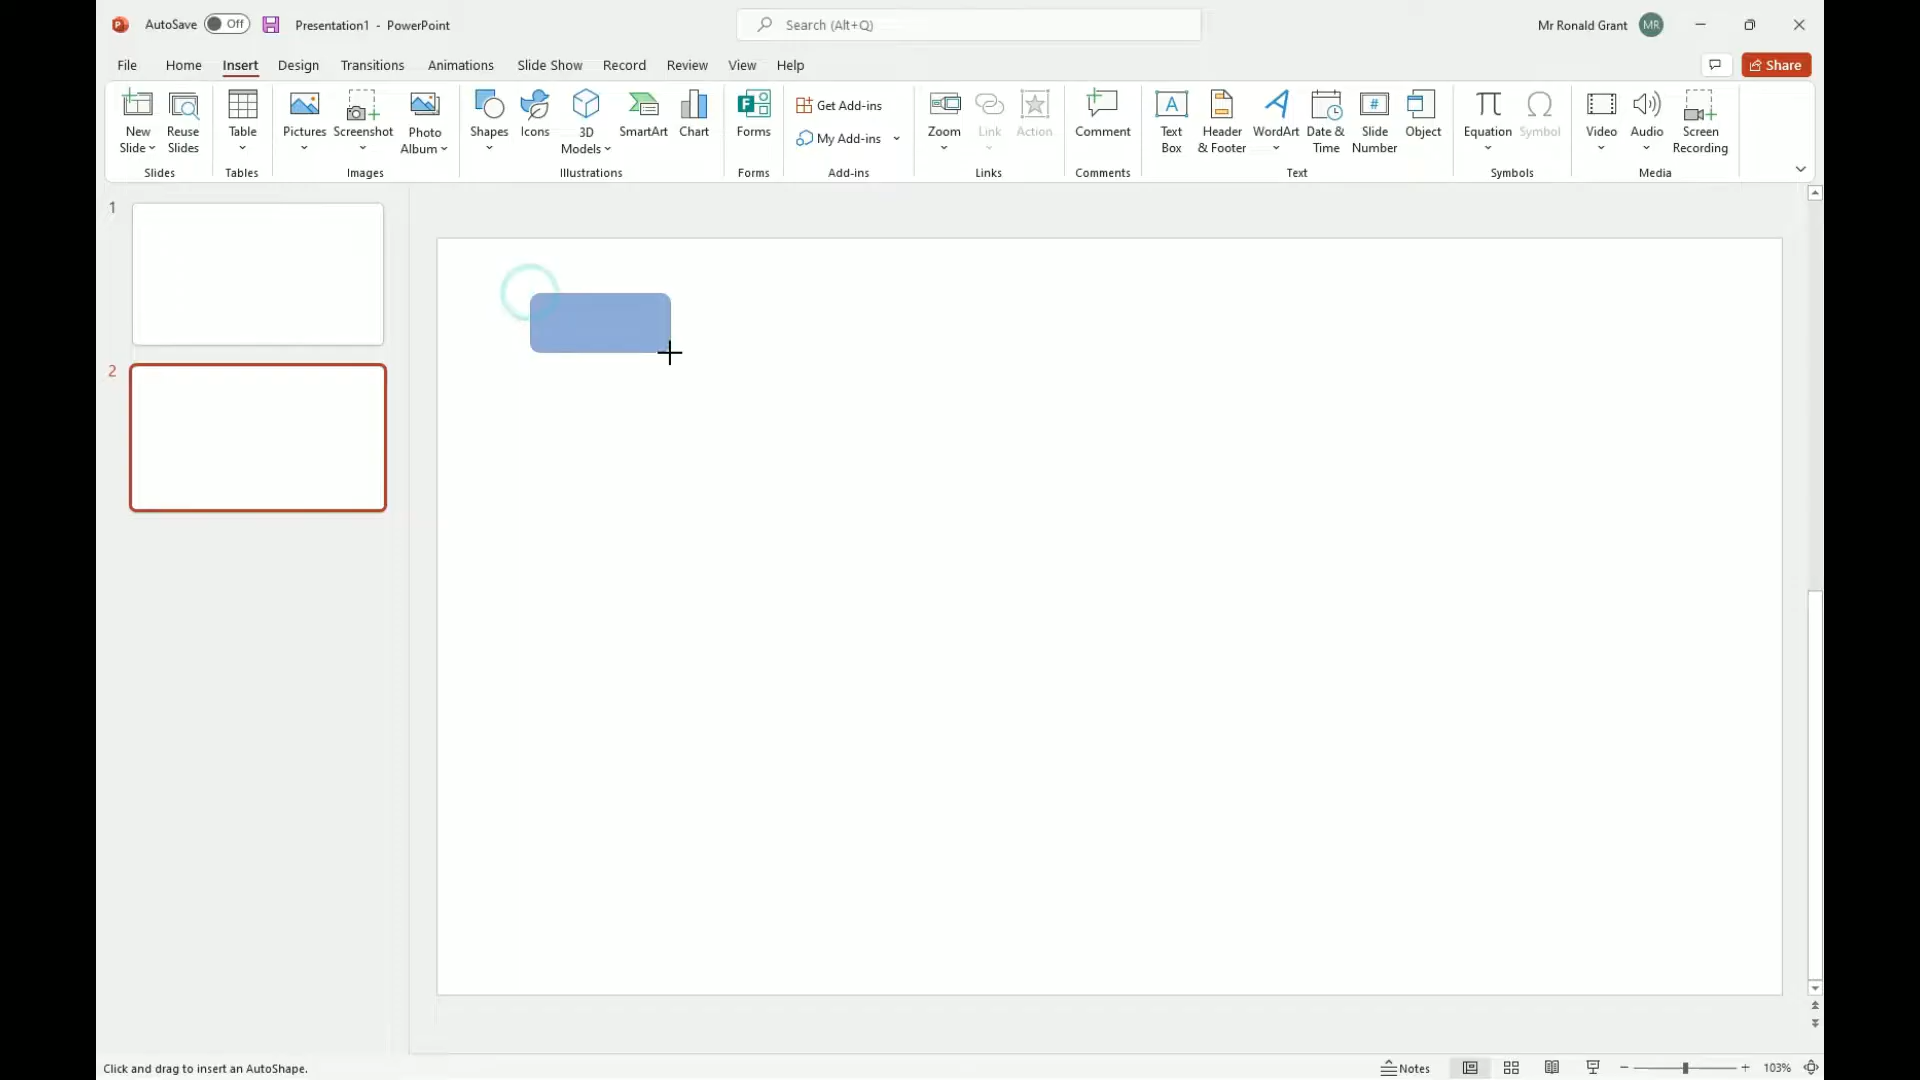 AutoSave Off Presentation1 - PowerPoint Search (Alt+Q) Mr Ronald Grant MR
File Home Insert Design Transitions Animations Slide Show Record Review View Help Share
New Slide Reuse Slides Table Pictures Screenshot Photo Album Shapes Icons 3D Models SmartArt Chart Forms Get Add-ins My Add-ins Zoom Link Action Comment Text Box Header & Footer WordArt Date & Time Slide Number # Object Equation Symbol Video Audio Screen Recording
Slides Tables Images Illustrations Forms Add-ins Links Comments Text Symbols Media
1
2
Click and drag to insert an AutoShape. Notes 103%